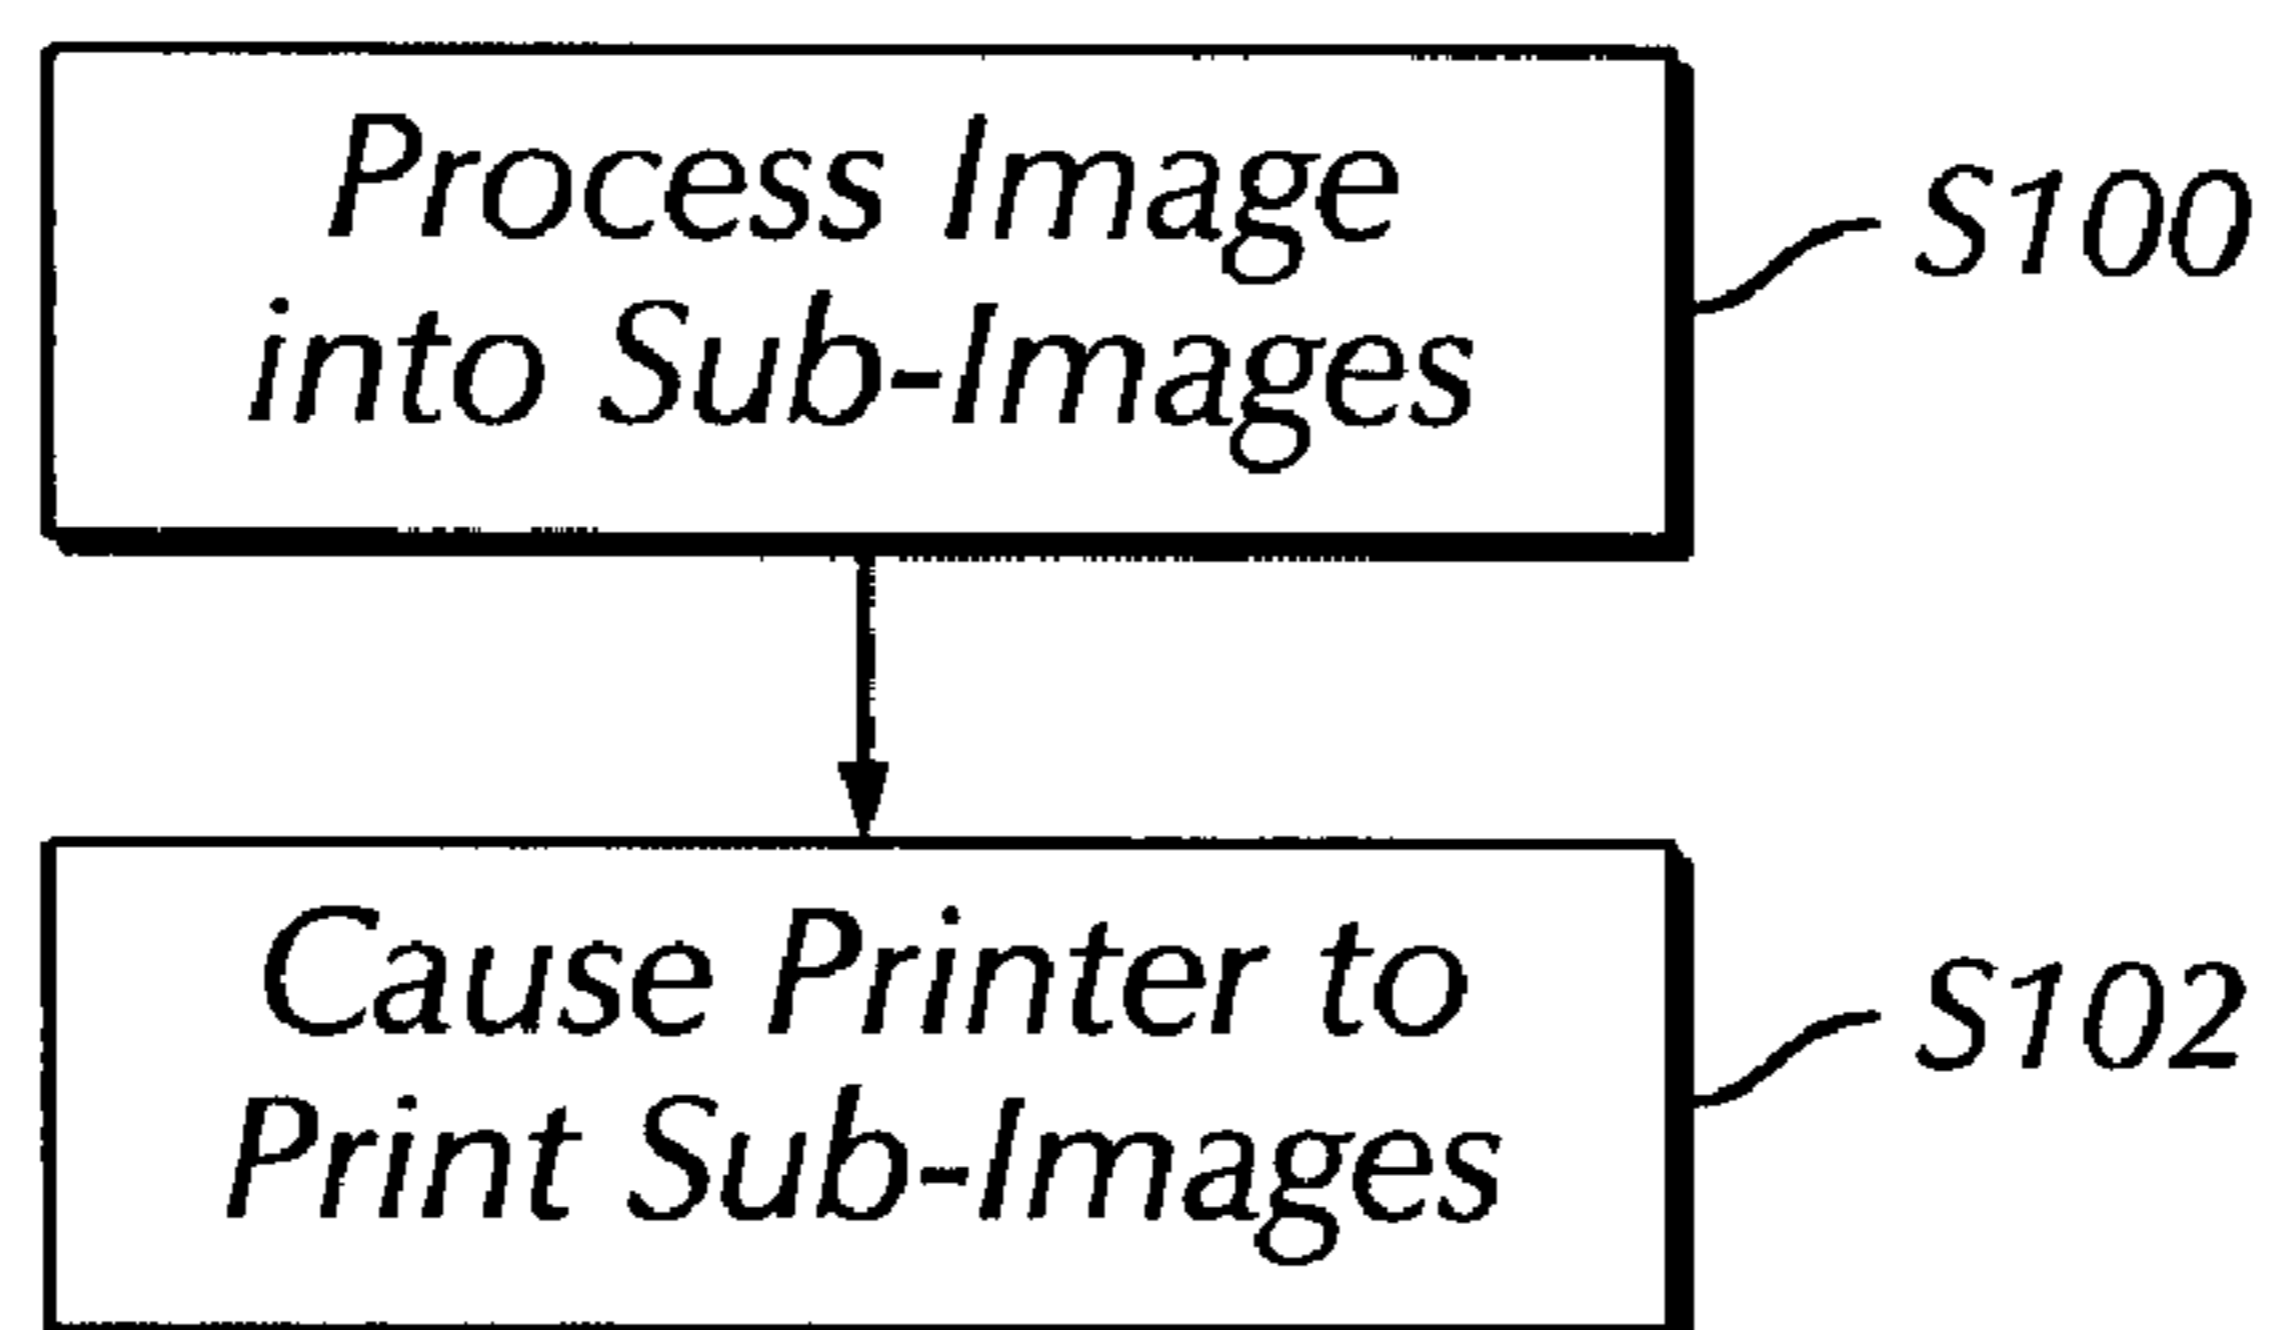 Process Image
into Sub-Images
S100
Cause Printer to
Print Sub-Images
S102